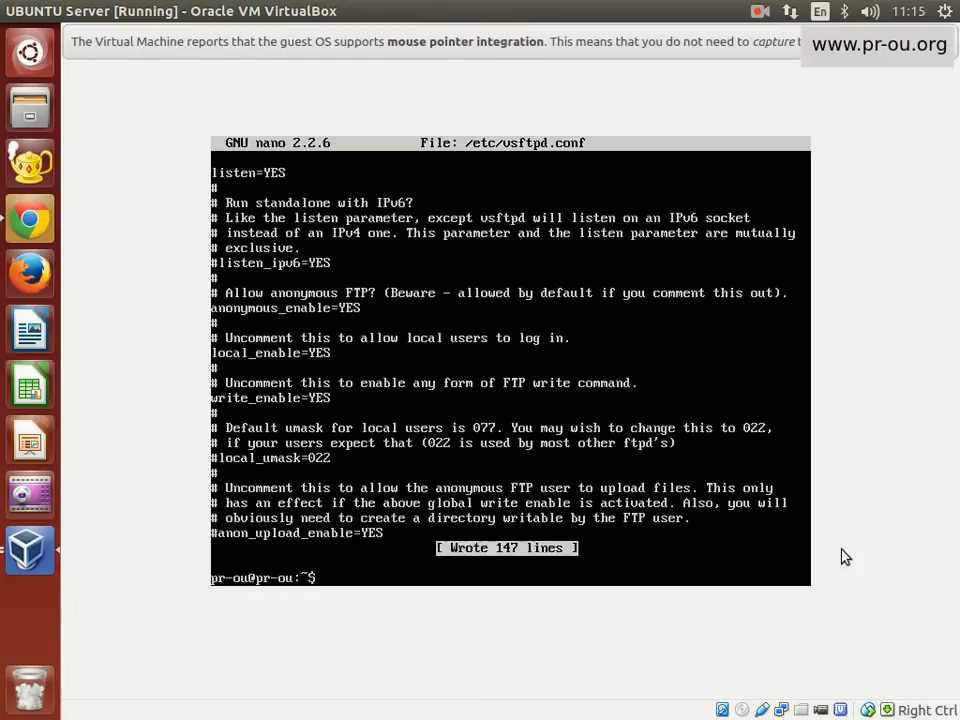 UBUNTU Server [Running] - Oracle VM VirtualBox
En
11:15
The Virtual Machine reports that the guest OS supports mouse pointer integration. This means that you do not need to capture t
www.pr-ou.org
GNU nano 2.2.6 File: /etc/vsftpd.conf
listen=YES
#
# Run standalone with IPv6?
# Like the listen parameter, except vsftpd will listen on an IPv6 socket
# instead of an IPv4 one. This parameter and the listen parameter are mutually
# exclusive.
#listen_ipv6=YES
#
# Allow anonymous FTP? (Beware - allowed by default if you comment this out).
anonymous_enable=YES
#
# Uncomment this to allow local users to log in.
local_enable=YES
#
# Uncomment this to enable any form of FTP write command.
write_enable=YES
#
# Default umask for local users is 077. You may wish to change this to 022,
# if your users expect that (022 is used by most other ftpd's)
#local_umask=022
#
# Uncomment this to allow the anonymous FTP user to upload files. This only
# has an effect if the above global write enable is activated. Also, you will
# obviously need to create a directory writable by the FTP user.
#anon_upload_enable=YES
[ Wrote 147 lines ]
pr-ou@pr-ou:~$
Right Ctrl